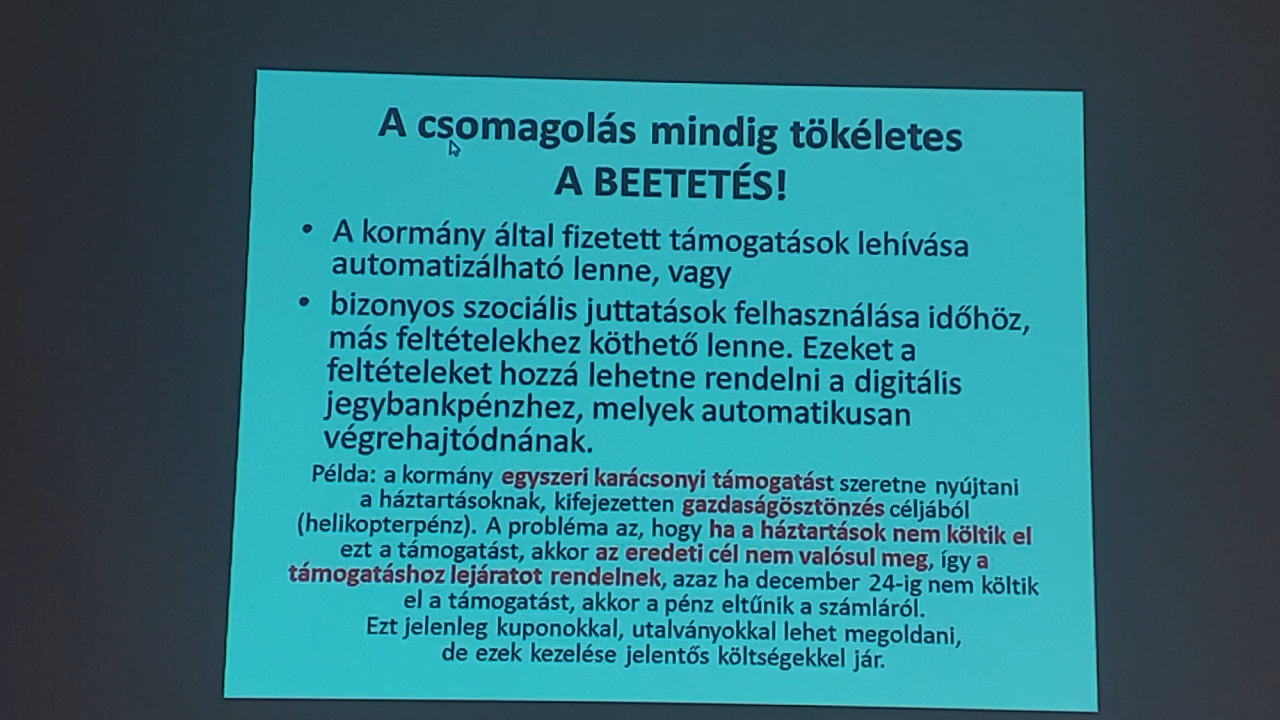 A csomagolás mindig tökéletes
A BEETETÉS!
• A kormány által fizetett támogatások lehívása
automatizálható lenne, vagy
• bizonyos szociális juttatások felhasználása időhöz,
más feltételekhez köthető lenne. Ezeket a
feltételeket hozzá lehetne rendelni a digitális
jegybankpénzhez, melyek automatikusan
végrehajtódnának.
Példa: a kormány egyszeri karácsonyi támogatást szeretne nyújtani
a háztartásoknak, kifejezetten gazdaságösztönzés céljából
(helikopterpénz). A probléma az, hogy ha a háztartások nem költik el
ezt a támogatást, akkor az eredeti cél nem valósul meg, így a
támogatáshoz lejáratot rendelnek, azaz ha december 24-ig nem költik
el a támogatást, akkor a pénz eltűnik a számláról.
Ezt jelenleg kuponokkal, utalványokkal lehet megoldani,
de ezek kezelése jelentős költségekkel jár.